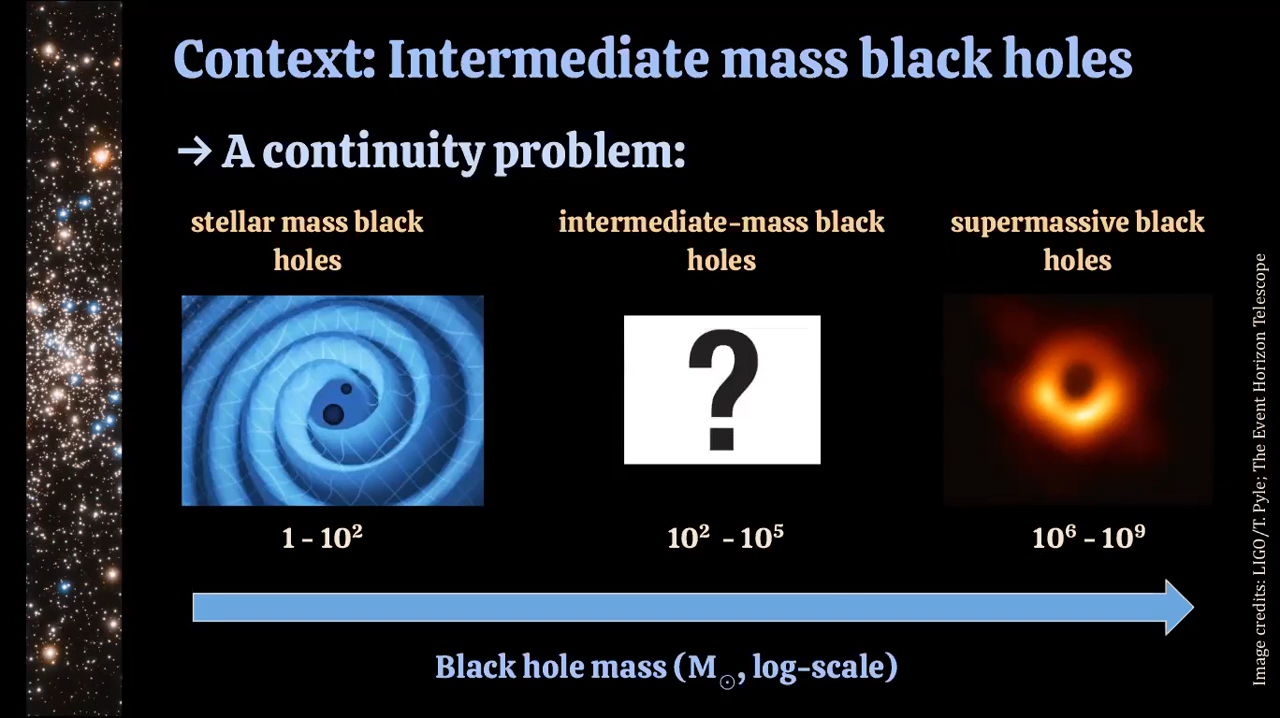 Context: Intermediate mass black holes
→ A continuity problem:
stellar mass black
holes
intermediate-mass black
holes
supermassive black
holes
?
1 - 10²
10² - 10⁵
10⁶ - 10⁹
Black hole mass (M☉, log-scale)
Image credits: LIGO/T. Pyle; The Event Horizon Telescope